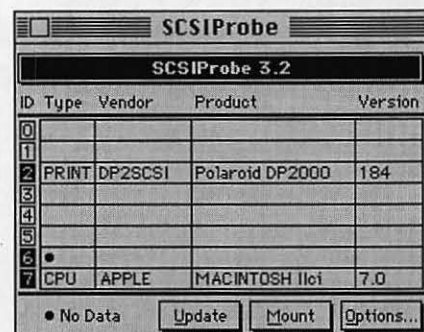 SCSIProbe
SCSIProbe 3.2
ID Type Vendor Product Version
0
1
2 PRINT DP2SCSI Polaroid DP2000 184
3
4
5
6 ●
7 CPU APPLE MACINTOSH IIci 7.0
● No Data Update Mount Options...